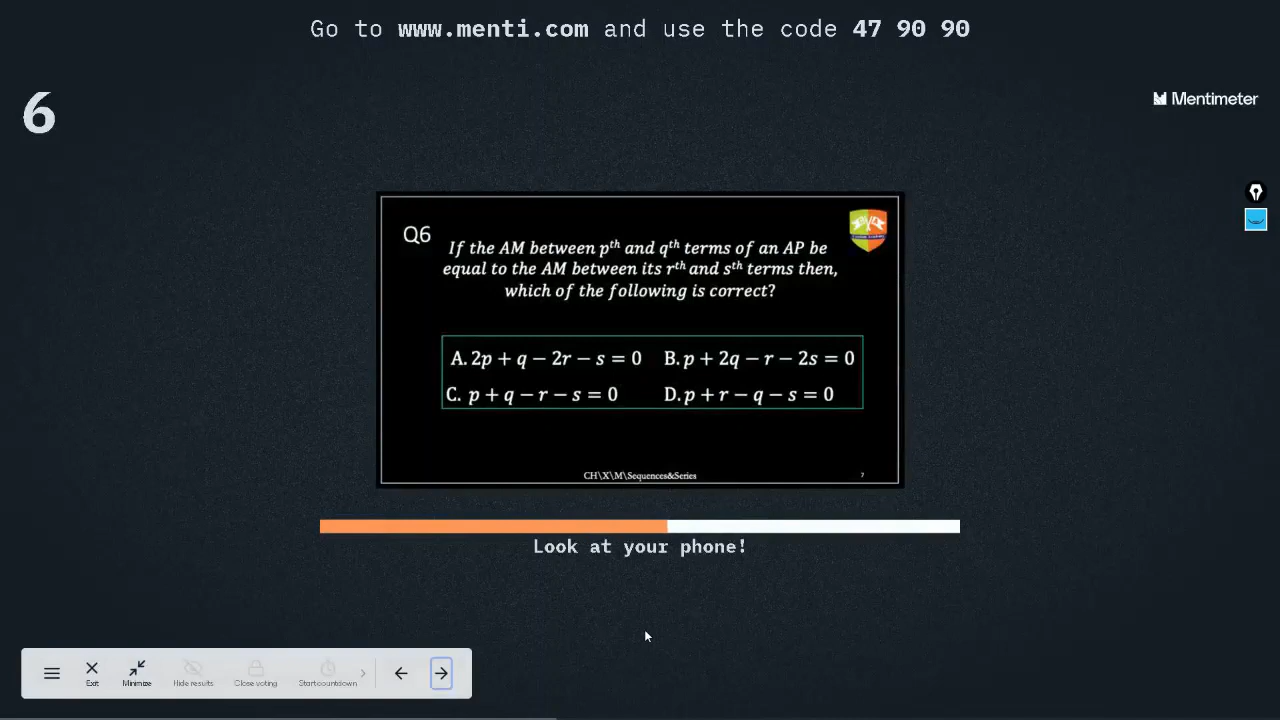 Go to www.menti.com and use the code 47 90 90
6
Mentimeter
Q6
If the AM between pᵗʰ and qᵗʰ terms of an AP be
equal to the AM between its rᵗʰ and sᵗʰ terms then,
which of the following is correct?
A. 2p + q − 2r − s = 0 B. p + 2q − r − 2s = 0
C. p + q − r − s = 0 D. p + r − q − s = 0
CH\X\M\Sequences&Series 7
Look at your phone!
Exit Minimize Hide results Close voting Start countdown